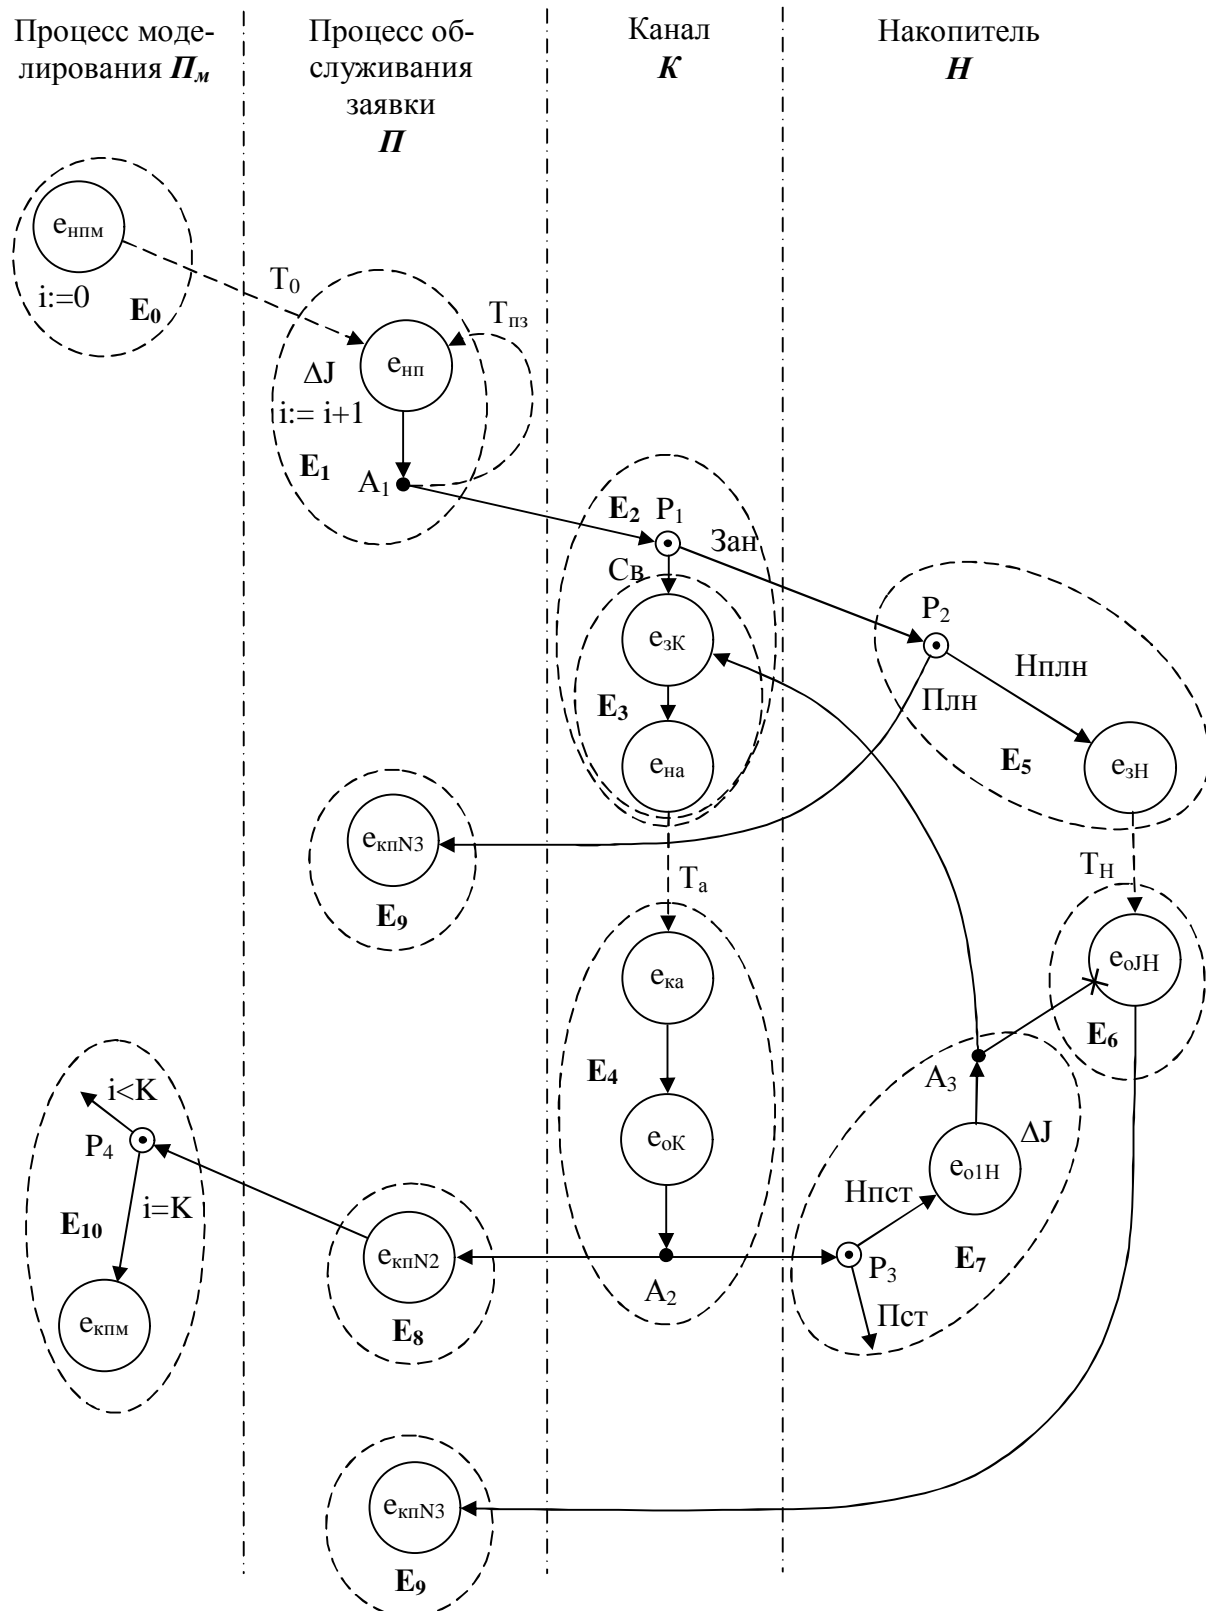 Процесс моде-
лирования Пм
Процесс об-
служивания
заявки
П
Канал
К
Накопитель
Н
eнпм
i:=0
E0
T0
Tпз
eнп
ΔJ
i:= i+1
E1
A1
E2
P1
Зан
Св
P2
eзК
Нплн
Плн
E3
eна
E5
eзН
eкпN3
E9
Tа
TН
eка
eоJН
E6
E4
A3
i<K
P4
eоК
ΔJ
eо1Н
Нпст
i=K
E10
eкпN2
P3
E7
A2
Пст
eкпм
E8
eкпN3
E9